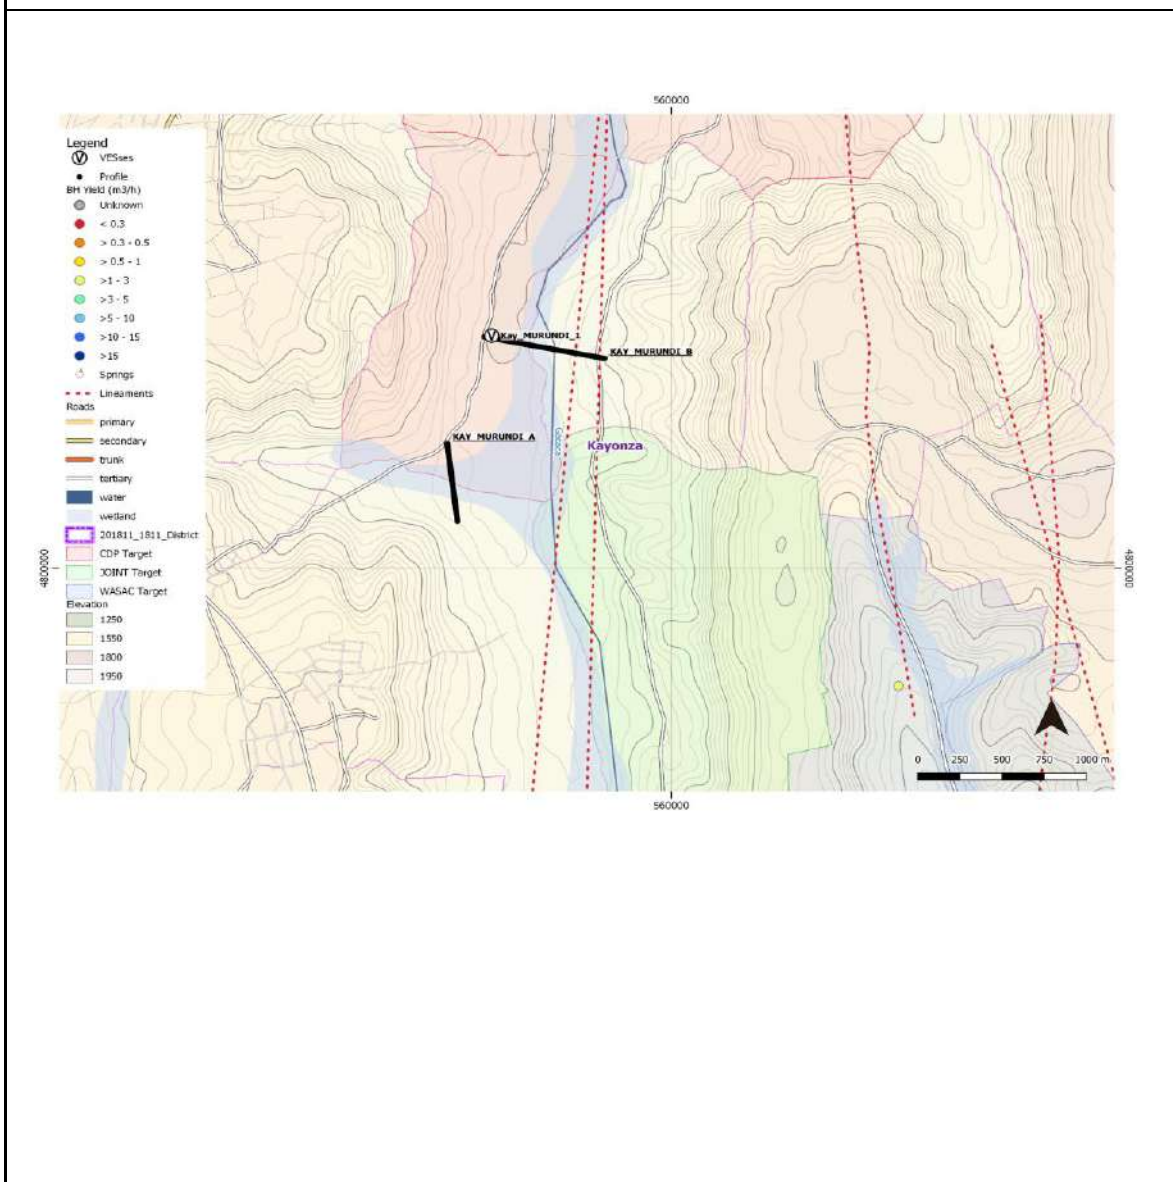 560000
Legend
VESses
Profile
BH Yield (m3/h)
Unknown
< 0.3
> 0.3 - 0.5
> 0.5 - 1
>1 - 3
>3 - 5
>5 - 10
>10 - 15
>15
Springs
Lineaments
Roads
primary
secondary
trunk
tertiary
water
wetland
201811_1811_District
CDP Target
JOINT Target
WASAC Target
Elevation
1250
1550
1800
1950
Kay_MURUNDI_1
KAY_MURUNDI_B
KAY_MURUNDI_A
Kayonza
4800000
4800000
0 250 500 750 1000 m
560000